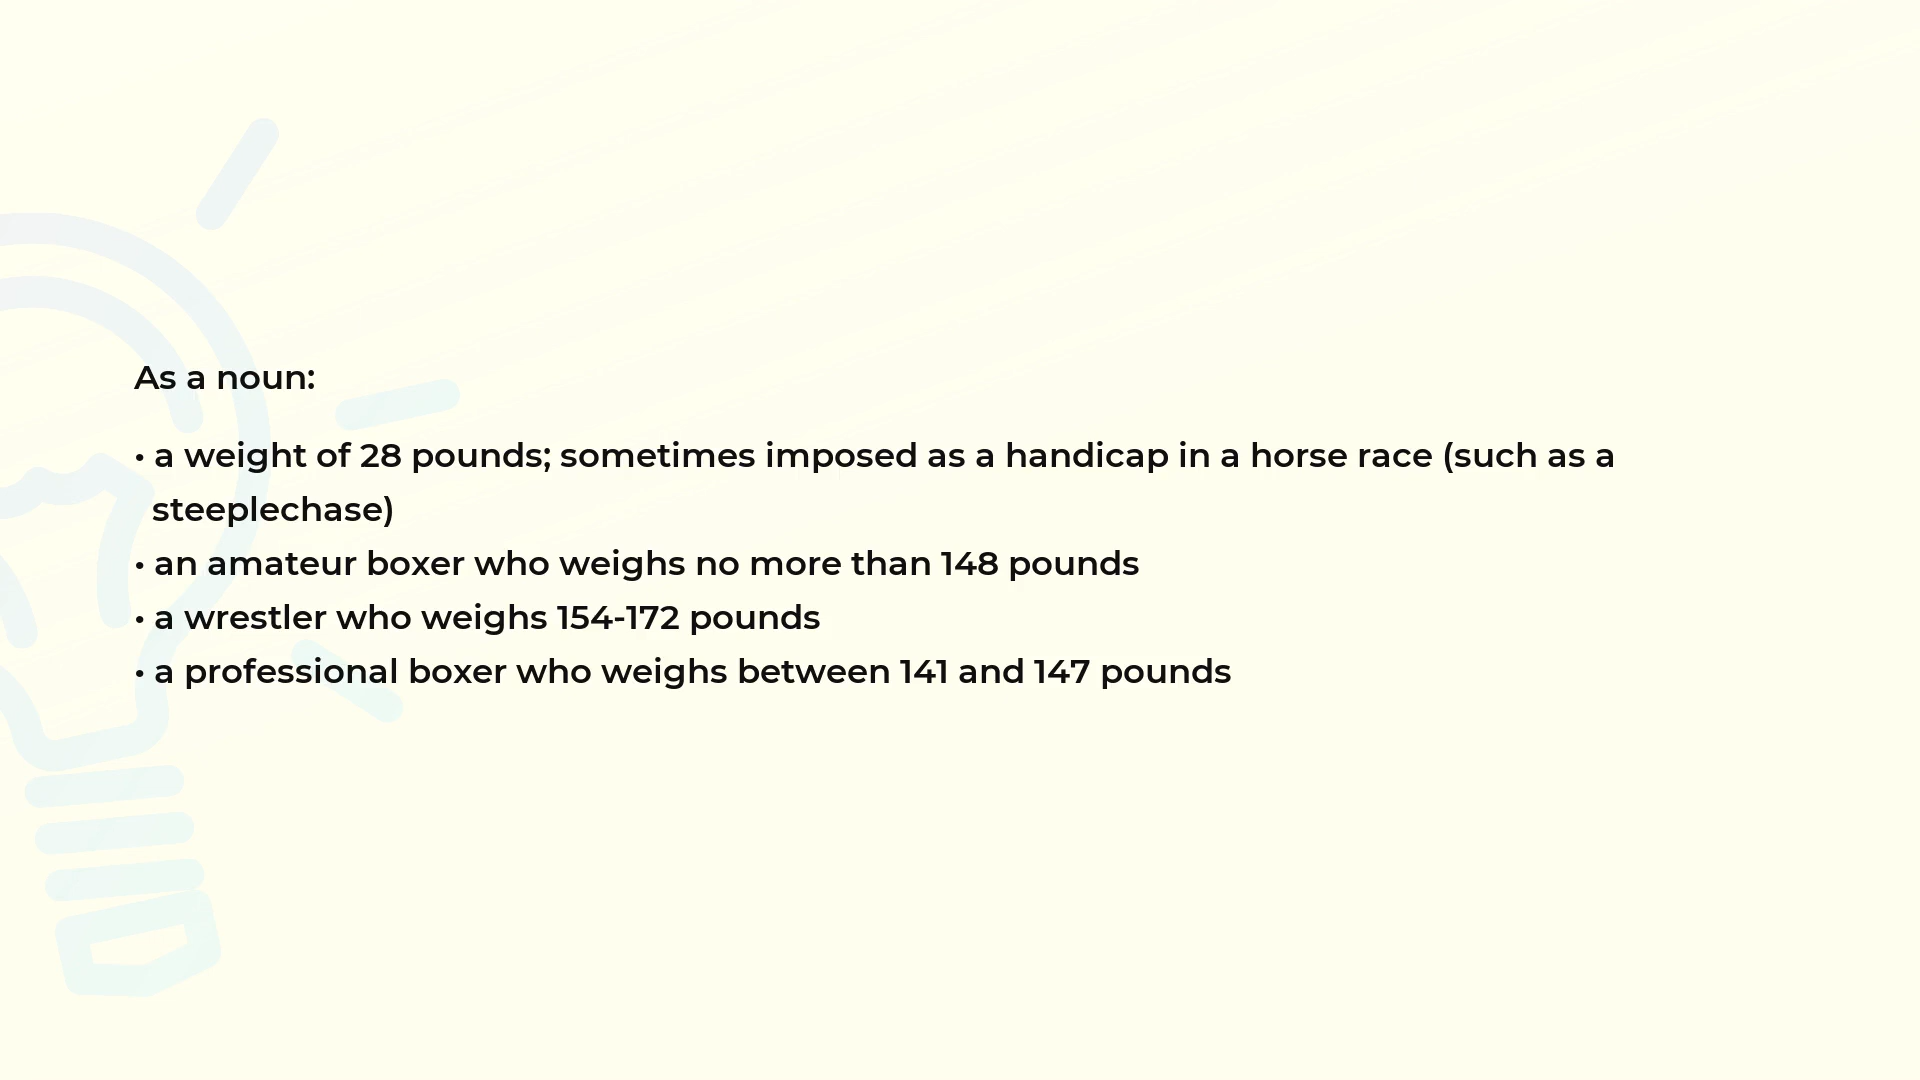 As a noun:
• a weight of 28 pounds; sometimes imposed as a handicap in a horse race (such as a
steeplechase)
• an amateur boxer who weighs no more than 148 pounds
• a wrestler who weighs 154-172 pounds
• a professional boxer who weighs between 141 and 147 pounds